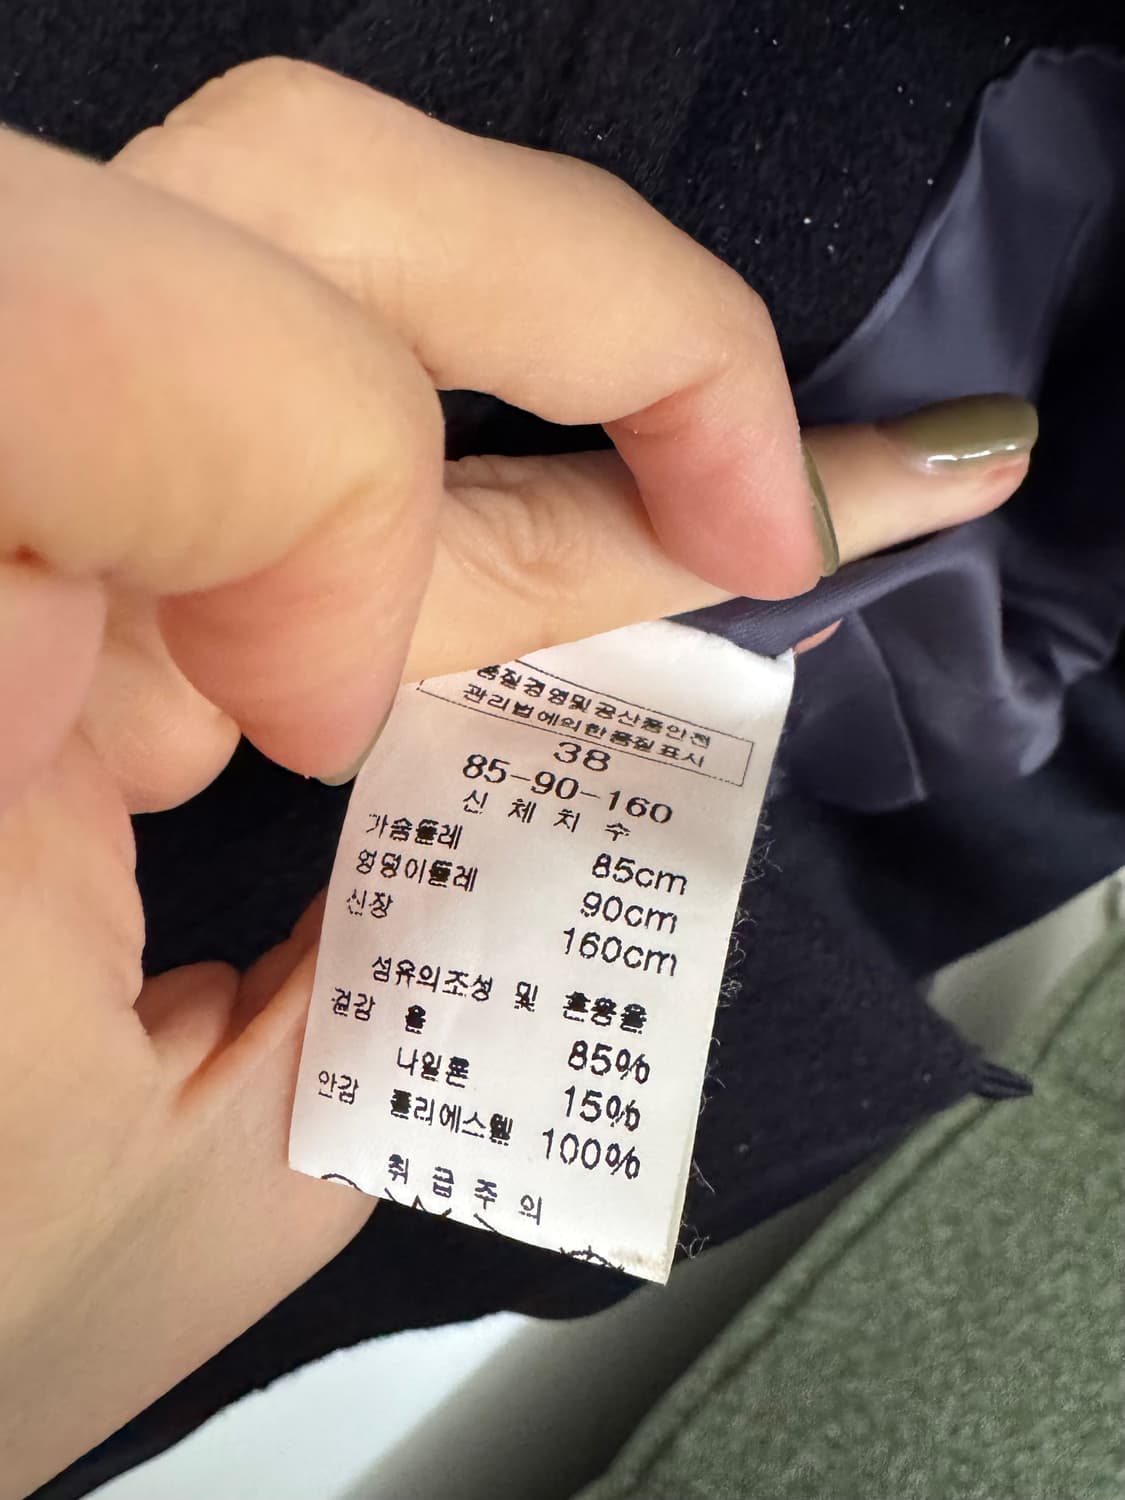 품질경영및공산품안전
관리법에의한품질표시
38
85-90-160
신 체 치 수
가슴둘레 85cm
엉덩이둘레 90cm
신장 160cm
섬유의조성 및 혼용율
겉감 울 85%
나일론 15%
안감 폴리에스텔 100%
취 급 주 의